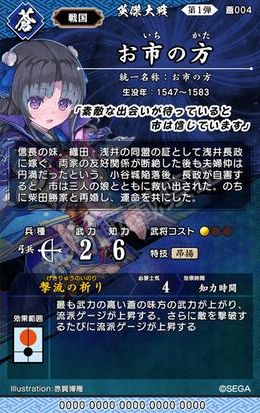 蒼
戦国
英傑大戦
第1弾
蒼004
いち かた
お市の方
統一名称：お市の方
生没年：1547～1583
「素敵な出会いが待っていると
市は信じています」
信長の妹。織田・浅井の同盟の証として浅井長政
に嫁ぐ。両家の友好関係が断絶した後も夫婦仲は
円満だったという。小谷城陥落後、長政が自害す
ると、市は三人の娘とともに救い出された。のち
に柴田勝家と再婚し、運命を共にした。
兵種 武力 知力 武将コスト
弓兵 2 6 特技 昂揚
げきりゅうのいのり 必要士気 効果時間
撃流の祈り 4 知力時間
効果範囲
最も武力の高い蒼の味方の武力が上がり、
流派ゲージが上昇する。さらに敵を撃破す
るたびに流派ゲージが上昇する
Illustration:赤賀博隆
©SEGA
0000-0000-0000-0000-0000